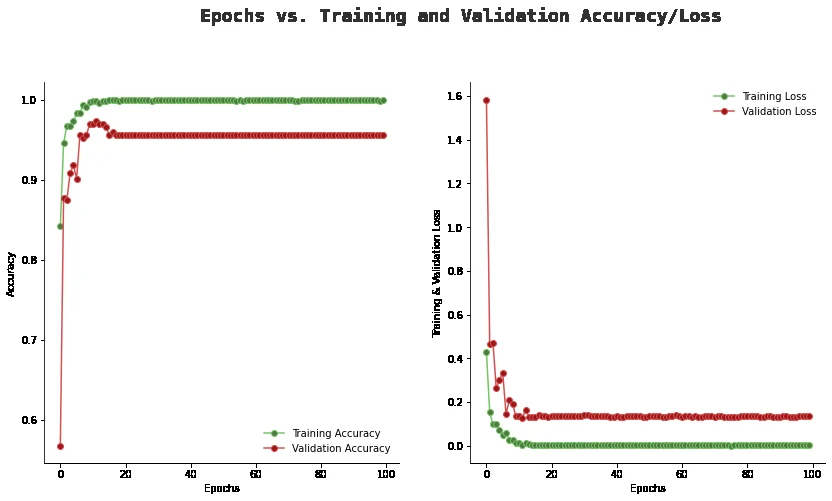 Epochs vs. Training and Validation Accuracy/Loss
1.0
0.9
0.8
0.7
0.6
Accuracy
0
20
40
60
80
100
Epochs
Training Accuracy
Validation Accuracy
1.6
1.4
1.2
1.0
0.8
0.6
0.4
0.2
0.0
Training & Validation Loss
0
20
40
60
80
100
Epochs
Training Loss
Validation Loss